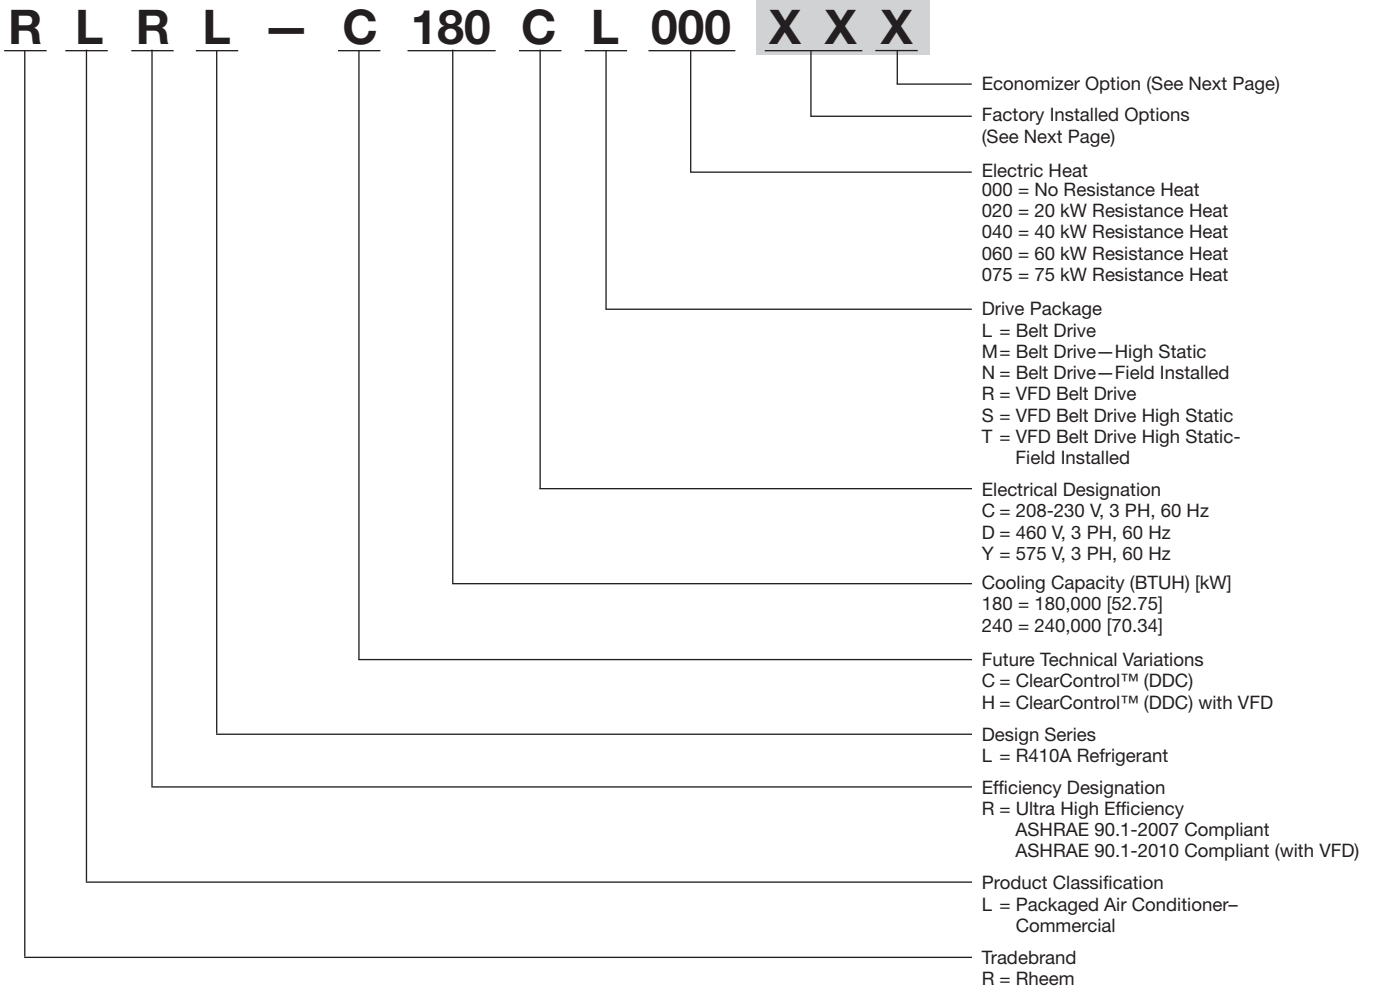 R L R L — C 180 C L 000 X X X
Economizer Option (See Next Page)
Factory Installed Options
(See Next Page)
Electric Heat
000 = No Resistance Heat
020 = 20 kW Resistance Heat
040 = 40 kW Resistance Heat
060 = 60 kW Resistance Heat
075 = 75 kW Resistance Heat
Drive Package
L = Belt Drive
M= Belt Drive—High Static
N = Belt Drive—Field Installed
R = VFD Belt Drive
S = VFD Belt Drive High Static
T = VFD Belt Drive High Static-
Field Installed
Electrical Designation
C = 208-230 V, 3 PH, 60 Hz
D = 460 V, 3 PH, 60 Hz
Y = 575 V, 3 PH, 60 Hz
Cooling Capacity (BTUH) [kW]
180 = 180,000 [52.75]
240 = 240,000 [70.34]
Future Technical Variations
C = ClearControl™ (DDC)
H = ClearControl™ (DDC) with VFD
Design Series
L = R410A Refrigerant
Efficiency Designation
R = Ultra High Efficiency
ASHRAE 90.1-2007 Compliant
ASHRAE 90.1-2010 Compliant (with VFD)
Product Classification
L = Packaged Air Conditioner–
Commercial
Tradebrand
R = Rheem